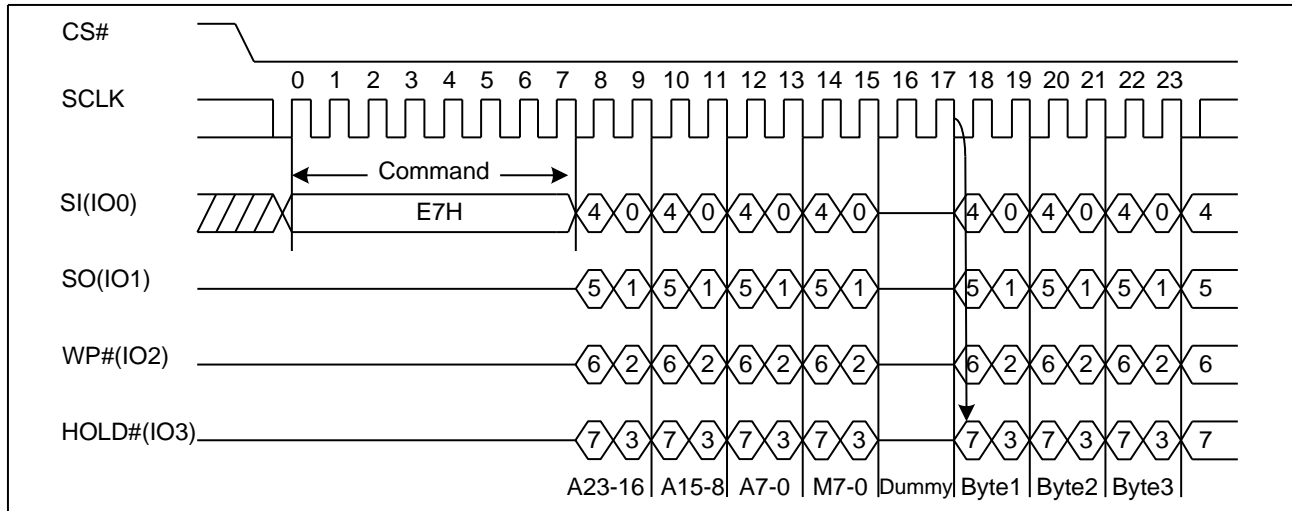 CS#
0 1 2 3 4 5 6 7 8 9 10 11 12 13 14 15 16 17 18 19 20 21 22 23
SCLK
Command
SI(IO0) E7H 4 0 4 0 4 0 4 0 4 0 4 0 4 0 4
SO(IO1) 5 1 5 1 5 1 5 1 5 1 5 1 5 1 5
WP#(IO2) 6 2 6 2 6 2 6 2 6 2 6 2 6 2 6
HOLD#(IO3) 7 3 7 3 7 3 7 3 7 3 7 3 7 3 7
A23-16 A15-8 A7-0 M7-0 Dummy Byte1 Byte2 Byte3